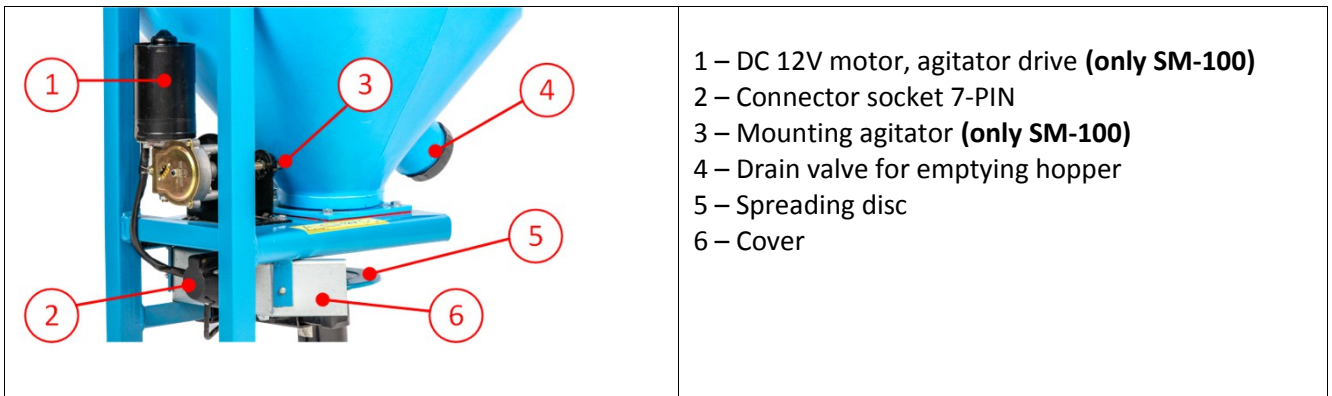 1
2
3
4
5
6
1 – DC 12V motor, agitator drive (only SM-100)
2 – Connector socket 7-PIN
3 – Mounting agitator (only SM-100)
4 – Drain valve for emptying hopper
5 – Spreading disc
6 – Cover